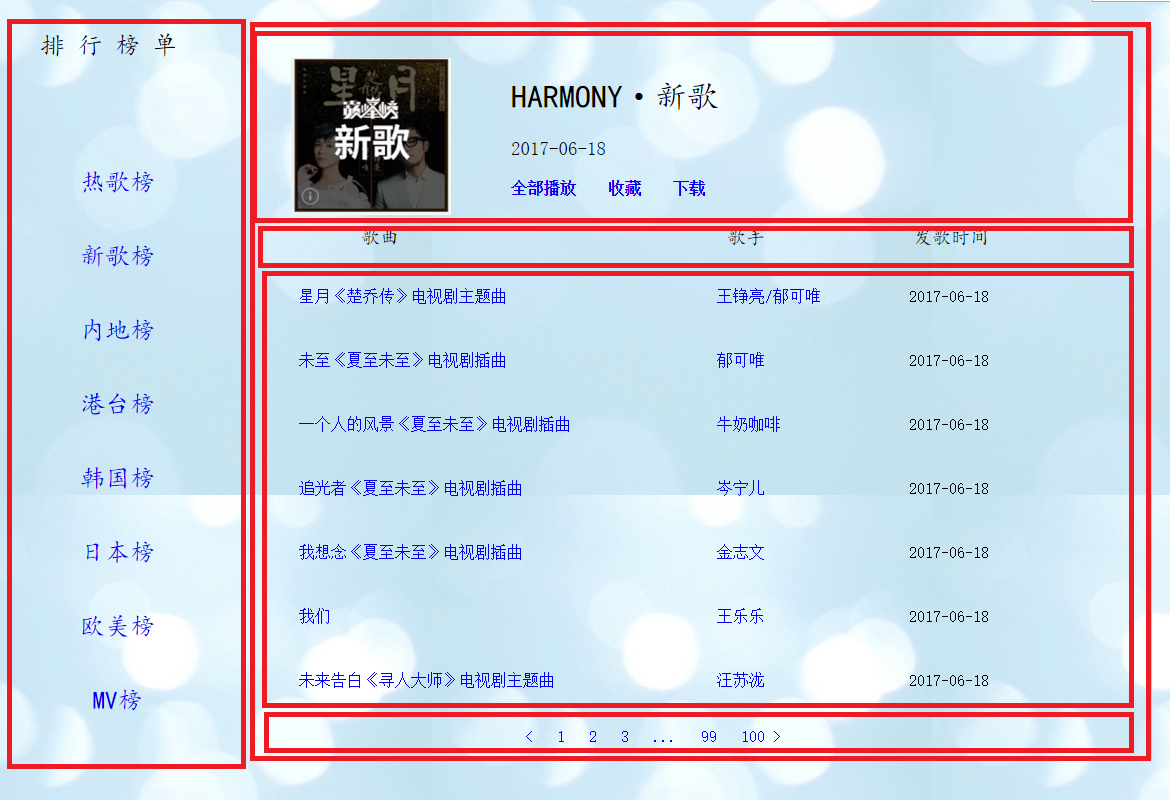 排 行 榜 单
热歌榜
新歌榜
内地榜
港台榜
韩国榜
日本榜
欧美榜
MV榜
星月
巅峰榜
新歌
HARMONY · 新歌
2017-06-18
全部播放 收藏 下载
歌曲 歌手 发歌时间
星月《楚乔传》电视剧主题曲 王铮亮/郁可唯 2017-06-18
未至《夏至未至》电视剧插曲 郁可唯 2017-06-18
一个人的风景《夏至未至》电视剧插曲 牛奶咖啡 2017-06-18
追光者《夏至未至》电视剧插曲 岑宁儿 2017-06-18
我想念《夏至未至》电视剧插曲 金志文 2017-06-18
我们 王乐乐 2017-06-18
未来告白《寻人大师》电视剧主题曲 汪苏泷 2017-06-18
< 1 2 3 ... 99 100 >